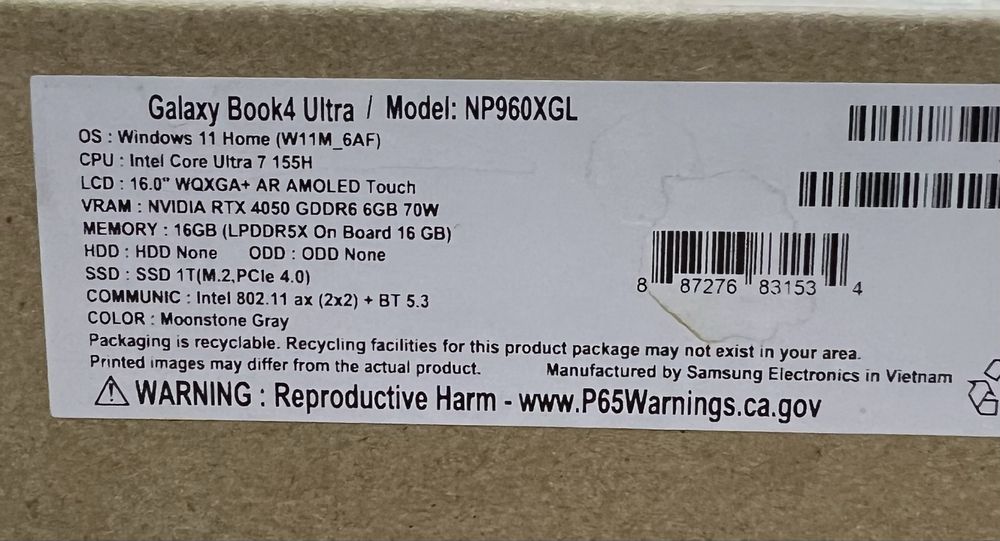 Galaxy Book4 Ultra / Model: NP960XGL
OS : Windows 11 Home (W11M_6AF)
CPU : Intel Core Ultra 7 155H
LCD : 16.0" WQXGA+ AR AMOLED Touch
VRAM : NVIDIA RTX 4050 GDDR6 6GB 70W
MEMORY : 16GB (LPDDR5X On Board 16 GB)
HDD : HDD None ODD : ODD None
SSD : SSD 1T(M.2,PCIe 4.0)
COMMUNIC : Intel 802.11 ax (2x2) + BT 5.3
COLOR : Moonstone Gray
8 87276 83153 4
Packaging is recyclable. Recycling facilities for this product package may not exist in your area.
Printed images may differ from the actual product. Manufactured by Samsung Electronics in Vietnam
WARNING : Reproductive Harm - www.P65Warnings.ca.gov